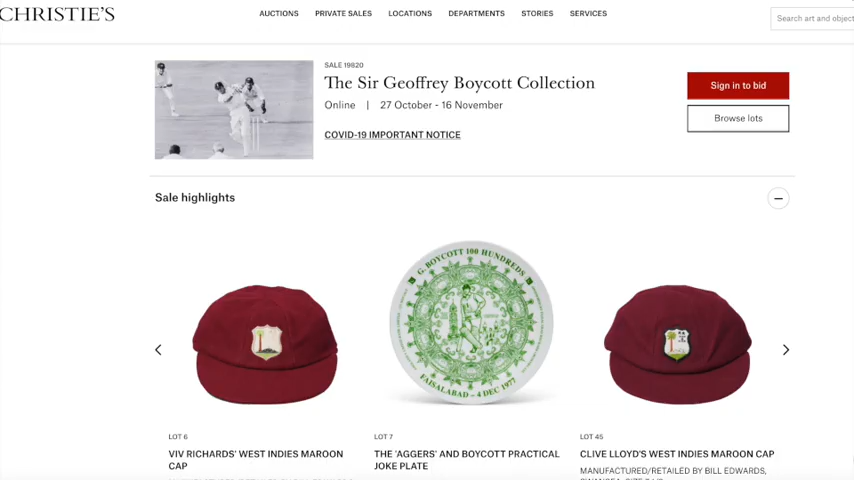 CHRISTIE'S
AUCTIONS PRIVATE SALES LOCATIONS DEPARTMENTS STORIES SERVICES
Search art and object
SALE 19820
The Sir Geoffrey Boycott Collection
Online | 27 October - 16 November
COVID-19 IMPORTANT NOTICE
Sign in to bid
Browse lots
Sale highlights
G. BOYCOTT 100 HUNDREDS
FAISALABAD - 4 DEC 1977
LOT 6
VIV RICHARDS' WEST INDIES MAROON
CAP
LOT 7
THE 'AGGERS' AND BOYCOTT PRACTICAL
JOKE PLATE
LOT 45
CLIVE LLOYD'S WEST INDIES MAROON CAP
MANUFACTURED/RETAILED BY BILL EDWARDS,